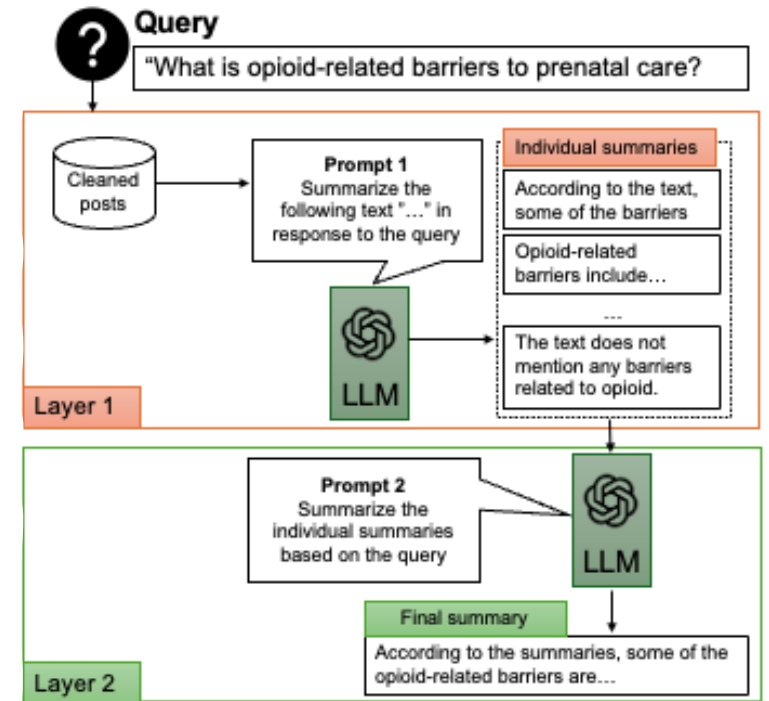 ?
Query
“What is opioid-related barriers to prenatal care?
Cleaned
posts
Prompt 1
Summarize the
following text “...” in
response to the query
LLM
Individual summaries
According to the text,
some of the barriers
Opioid-related
barriers include...
...
The text does not
mention any barriers
related to opioid.
Layer 1
Prompt 2
Summarize the
individual summaries
based on the query
LLM
Final summary
According to the summaries, some of the
opioid-related barriers are...
Layer 2